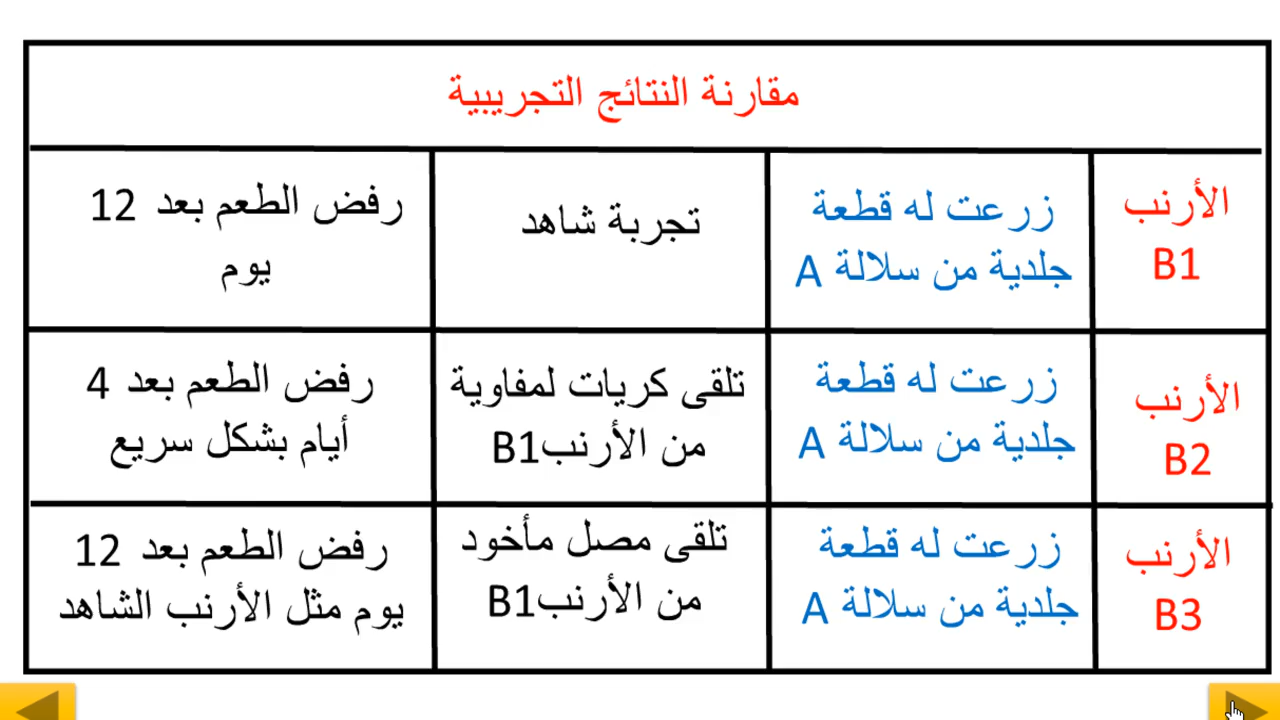 مقارنة النتائج التجريبية
الأرنب
B1
زرعت له قطعة
جلدية من سلالة A
تجربة شاهد
رفض الطعم بعد 12
يوم
الأرنب
B2
زرعت له قطعة
جلدية من سلالة A
تلقى كريات لمفاوية
من الأرنبB1
رفض الطعم بعد 4
أيام بشكل سريع
الأرنب
B3
زرعت له قطعة
جلدية من سلالة A
تلقى مصل مأخود
من الأرنبB1
رفض الطعم بعد 12
يوم مثل الأرنب الشاهد